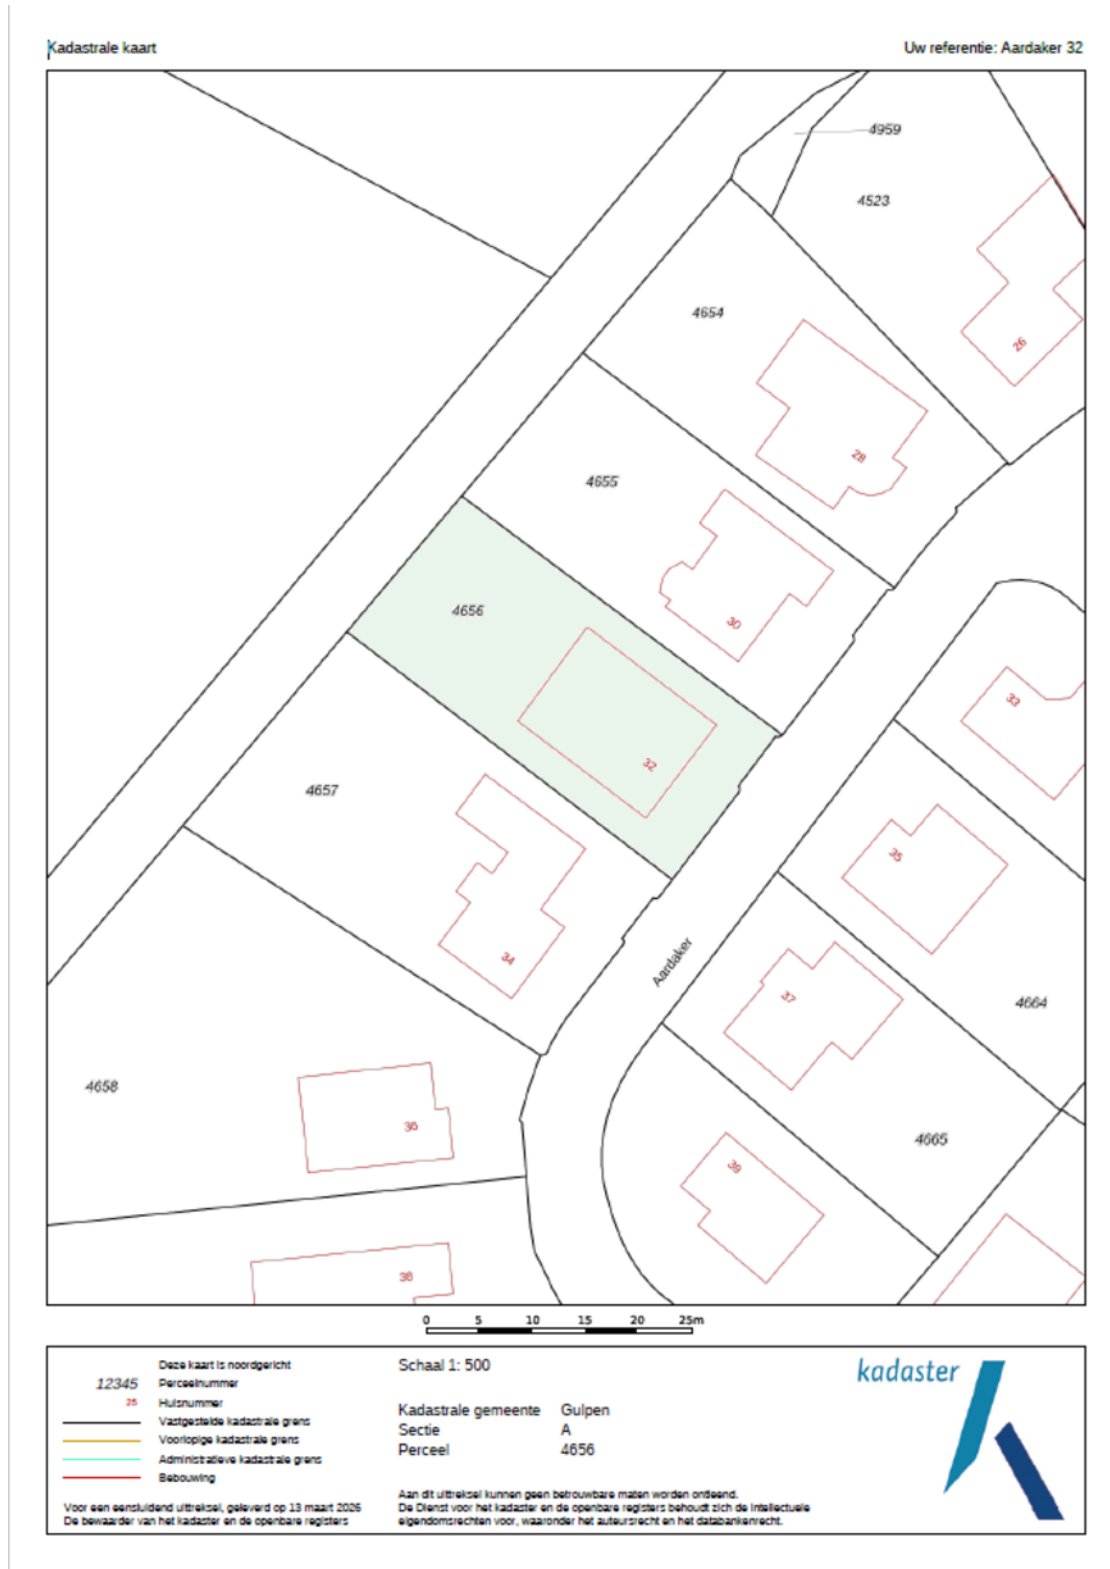 Kadastrale kaart
Uw referentie: Aardaker 32
4959
4523
26
4654
28
4655
30
4656
32
33
4657
35
34
Aardaker
37
4664
4658
36
4665
39
38
0 5 10 15 20 25m
Deze kaart is noordgericht
12345 Perceelnummer
25 Huisnummer
Vastgestelde kadastrale grens
Voorlopige kadastrale grens
Administratieve kadastrale grens
Bebouwing
Voor een eensluidend uittreksel, geleverd op 13 maart 2026
De bewaarder van het kadaster en de openbare registers
Schaal 1: 500
Kadastrale gemeente Gulpen
Sectie A
Perceel 4656
Aan dit uittreksel kunnen geen betrouwbare maten worden ontleend.
De Dienst voor het kadaster en de openbare registers behoudt zich de intellectuele
eigendomsrechten voor, waaronder het auteursrecht en het databankenrecht.
kadaster